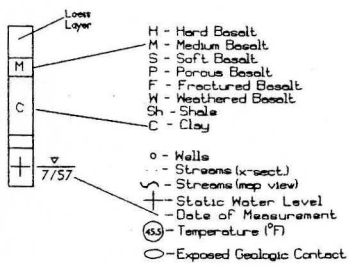 Loess
Layer
H - Hard Basalt
M - Medium Basalt
S - Soft Basalt
P - Porous Basalt
F - Fractured Basalt
W - Weathered Basalt
Sh - Shale
C - Clay
M
C
7/57
o - Wells
... - Streams (x-sect.)
- Streams (map view)
- Static Water Level
- Date of Measurement
45.5 - Temperature (°F)
- Exposed Geologic Contact